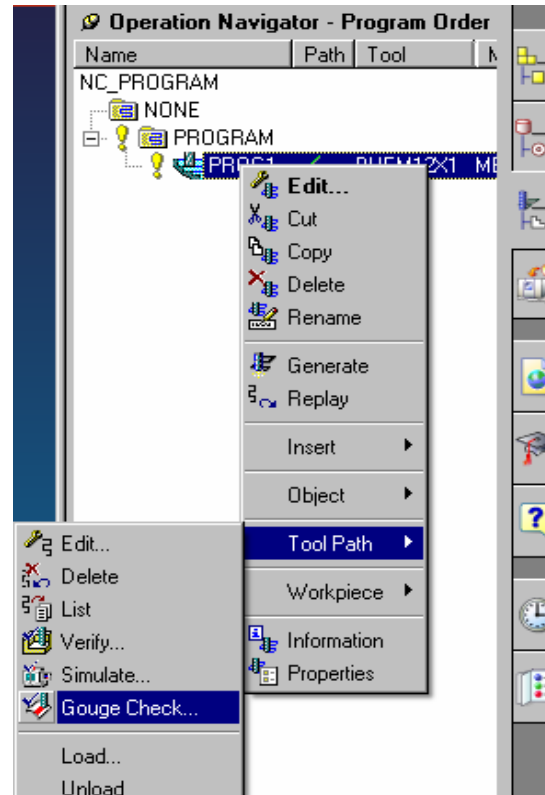 Operation Navigator - Program Order
Name Path Tool
NC_PROGRAM
NONE
PROGRAM
PROG1
Edit...
Cut
Copy
Delete
Rename
Generate
Replay
Insert
Object
Tool Path
Workpiece
Information
Properties
Edit...
Delete
List
Verify...
Simulate...
Gouge Check...
Load...
Unload